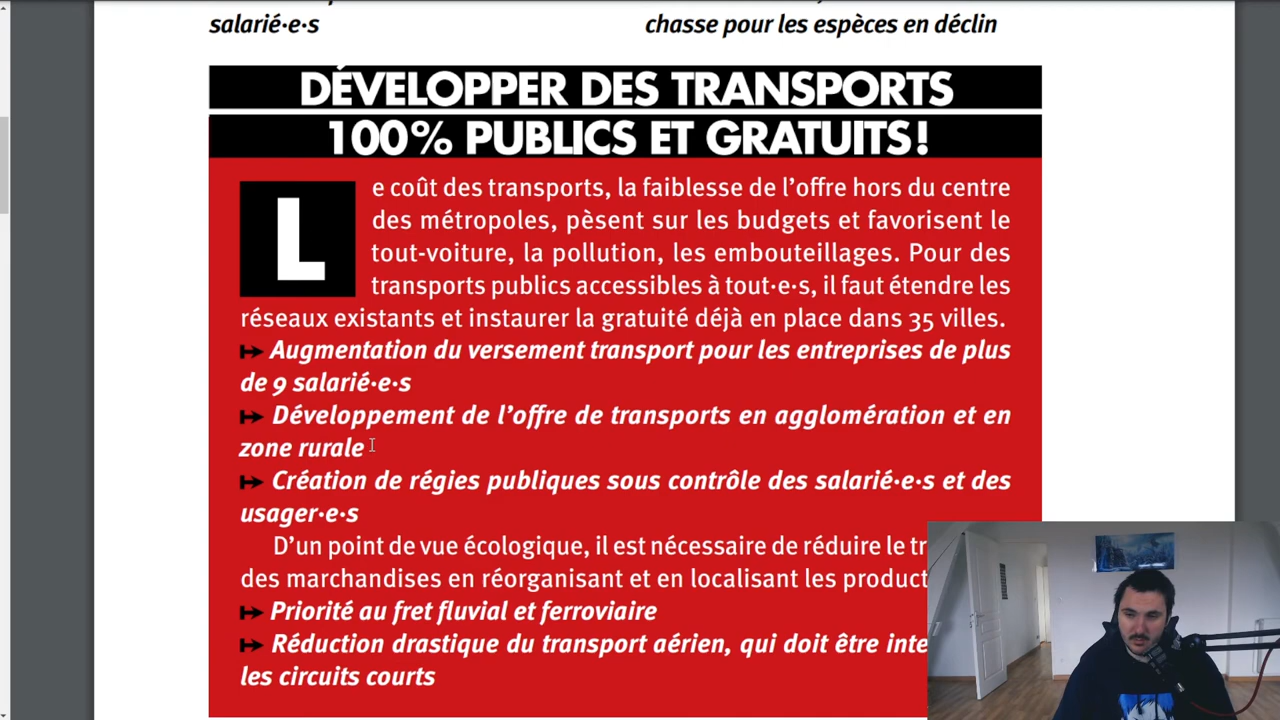 salarié·e·s
chasse pour les espèces en déclin
DÉVELOPPER DES TRANSPORTS
100% PUBLICS ET GRATUITS!
Le coût des transports, la faiblesse de l'offre hors du centre
des métropoles, pèsent sur les budgets et favorisent le
tout-voiture, la pollution, les embouteillages. Pour des
transports publics accessibles à tout·e·s, il faut étendre les
réseaux existants et instaurer la gratuité déjà en place dans 35 villes.
Augmentation du versement transport pour les entreprises de plus
de 9 salarié·e·s
Développement de l'offre de transports en agglomération et en
zone rurale
Création de régies publiques sous contrôle des salarié·e·s et des
usager·e·s
D'un point de vue écologique, il est nécessaire de réduire le
des marchandises en réorganisant et en localisant les
Priorité au fret fluvial et ferroviaire
Réduction drastique du transport aérien, qui doit être
les circuits courts